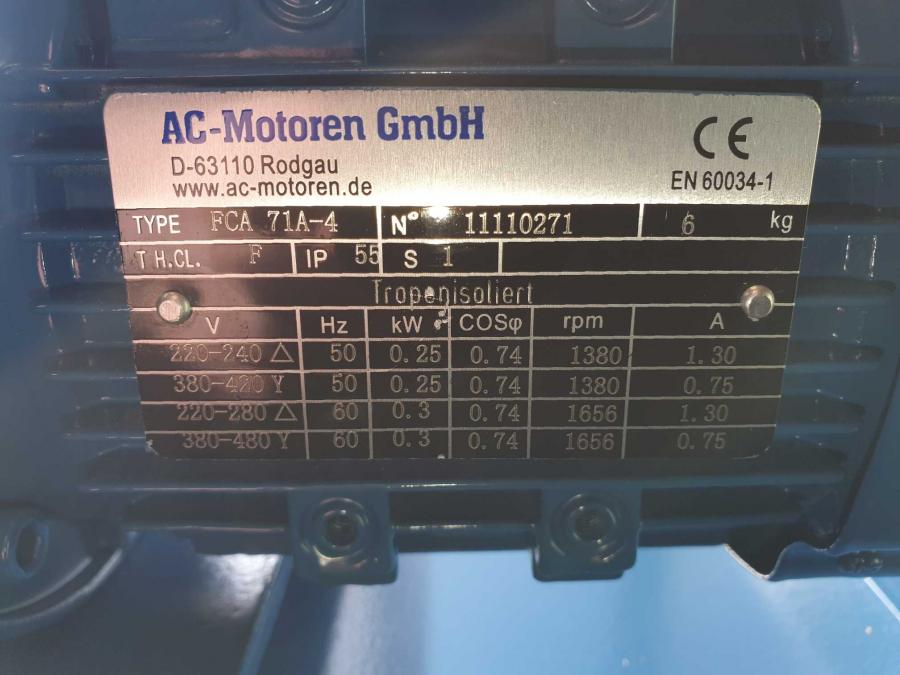 AC-Motoren GmbH
D-63110 Rodgau
www.ac-motoren.de
CE
EN 60034-1
TYPE FCA 71A-4 N° 11110271 6 kg
TH.CL. F IP 55 S 1
Tropenisoliert
V Hz kW COSφ rpm A
220-240 △ 50 0.25 0.74 1380 1.30
380-420 Y 50 0.25 0.74 1380 0.75
220-280 △ 60 0.3 0.74 1656 1.30
380-480 Y 60 0.3 0.74 1656 0.75